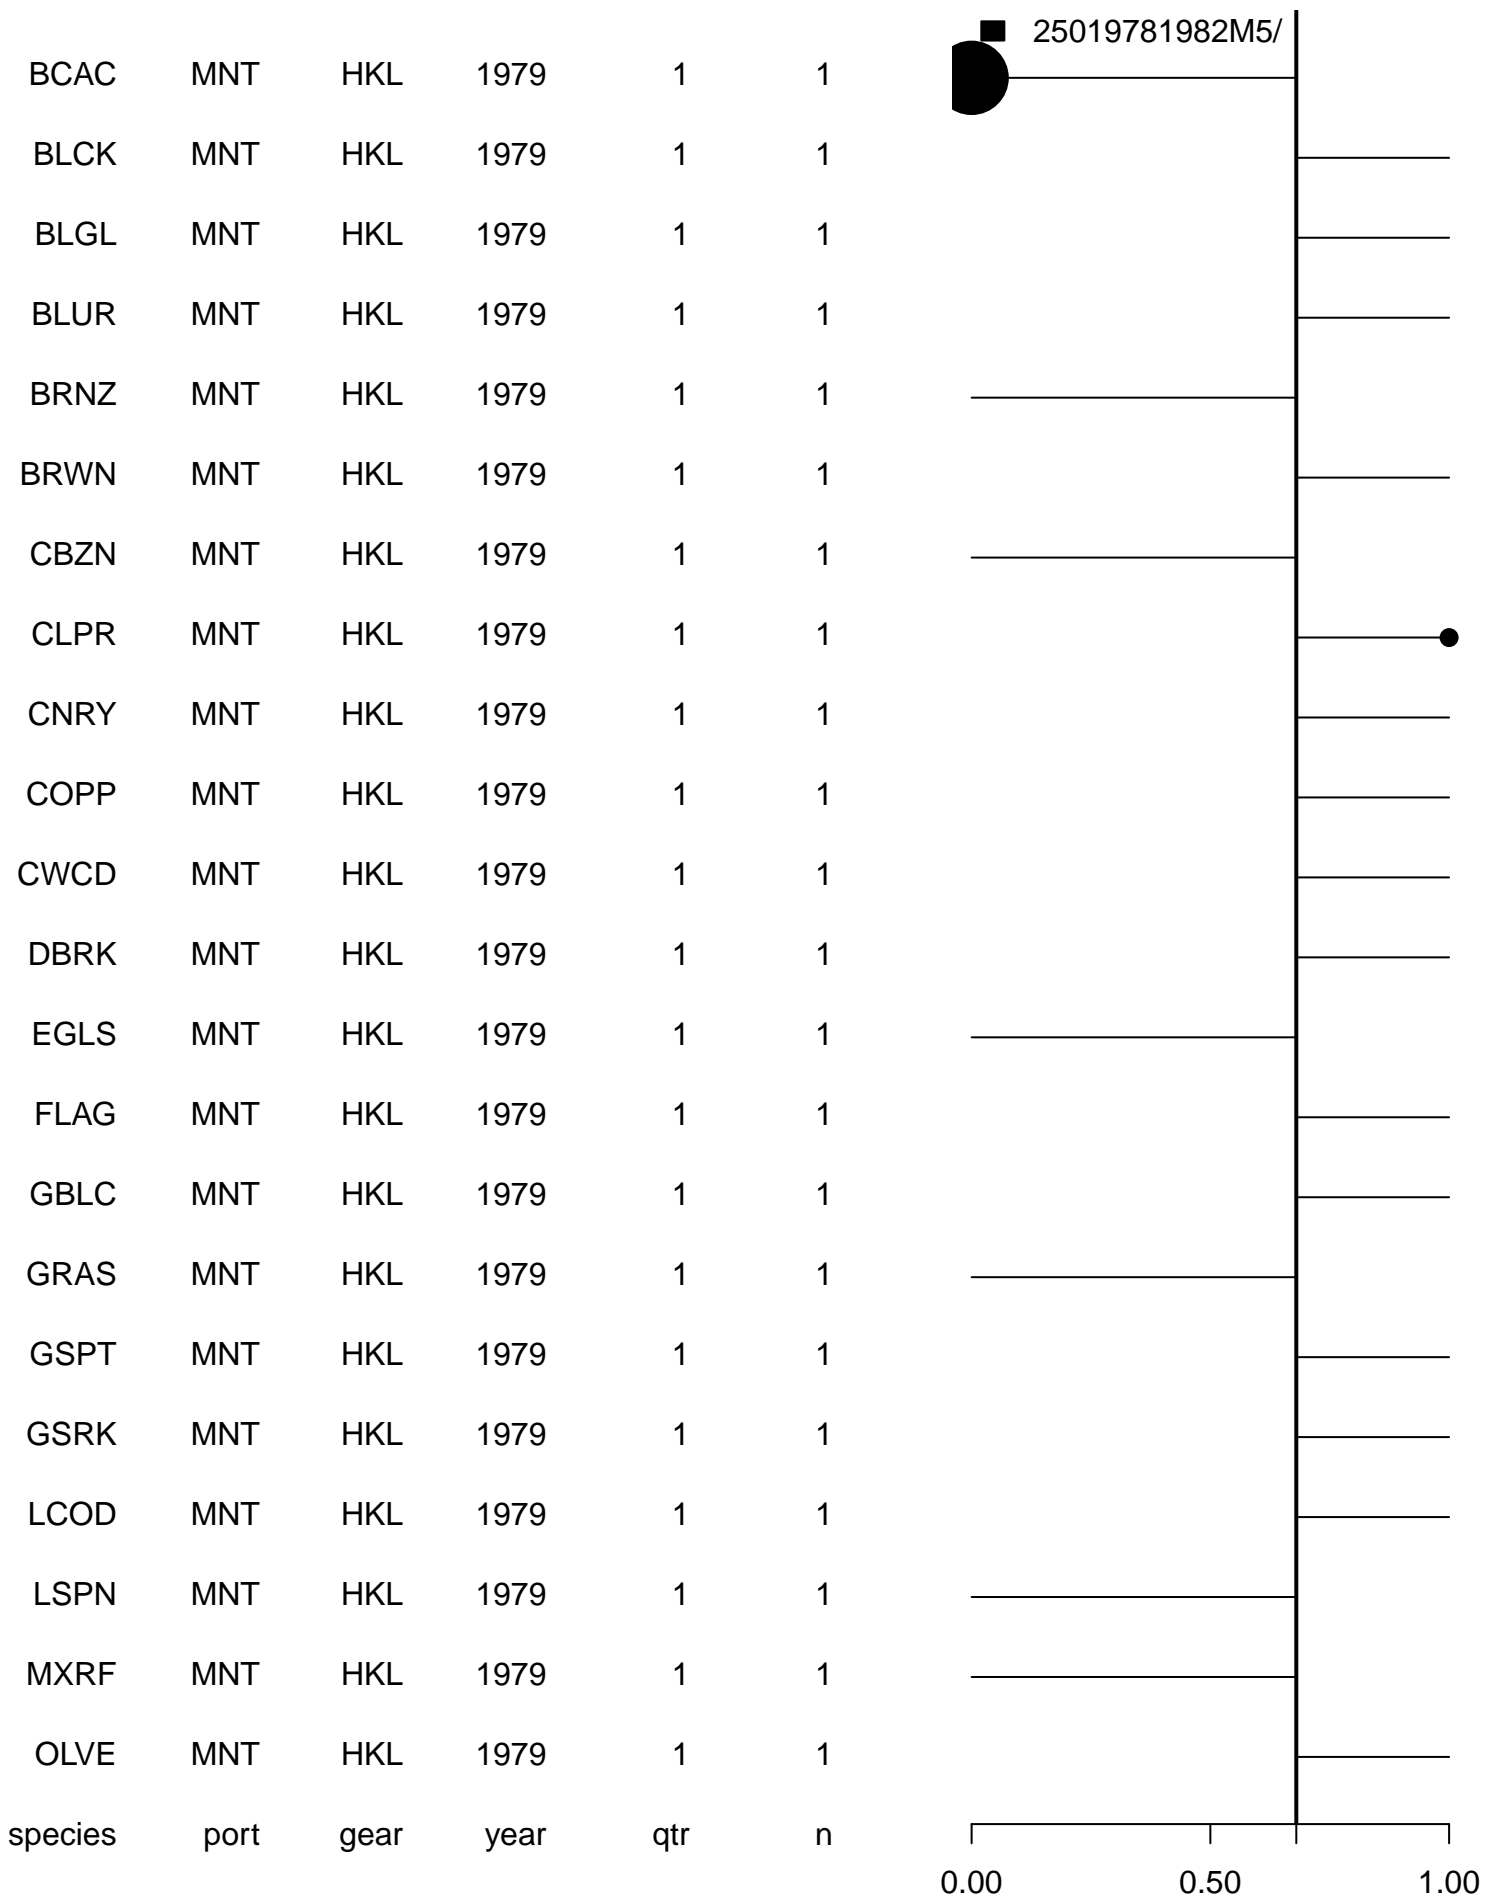 25019781982M5/
BCAC MNT HKL 1979 1 1
BLCK MNT HKL 1979 1 1
BLGL MNT HKL 1979 1 1
BLUR MNT HKL 1979 1 1
BRNZ MNT HKL 1979 1 1
BRWN MNT HKL 1979 1 1
CBZN MNT HKL 1979 1 1
CLPR MNT HKL 1979 1 1
CNRY MNT HKL 1979 1 1
COPP MNT HKL 1979 1 1
CWCD MNT HKL 1979 1 1
DBRK MNT HKL 1979 1 1
EGLS MNT HKL 1979 1 1
FLAG MNT HKL 1979 1 1
GBLC MNT HKL 1979 1 1
GRAS MNT HKL 1979 1 1
GSPT MNT HKL 1979 1 1
GSRK MNT HKL 1979 1 1
LCOD MNT HKL 1979 1 1
LSPN MNT HKL 1979 1 1
MXRF MNT HKL 1979 1 1
OLVE MNT HKL 1979 1 1
species port gear year qtr n
0.00 0.50 1.00